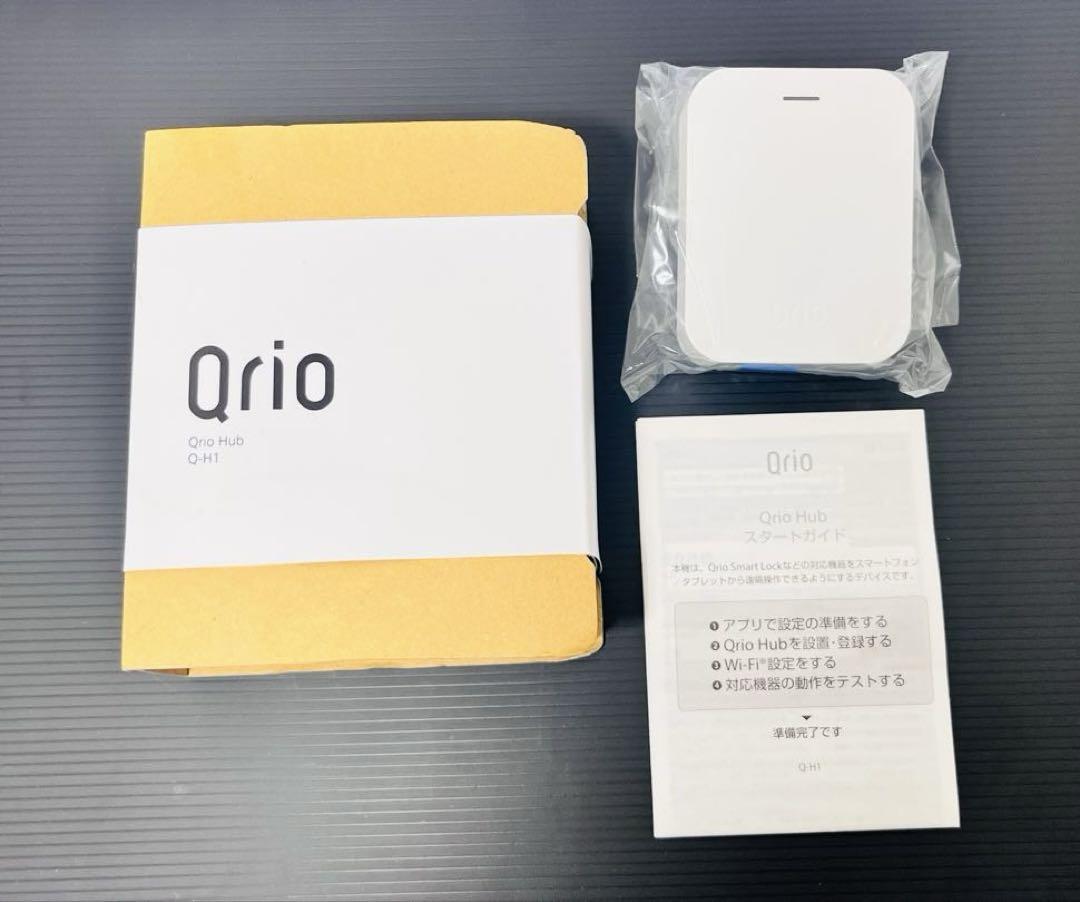 Qrio
Qrio Hub
Q-H1
Qrio
Qrio
Qrio Hub
スタートガイド
本機は、Qrio Smart Lockなどの対応機器をスマートフォン
/タブレットから遠隔操作できるようにするデバイスです。
❶ アプリで設定の準備をする
❷ Qrio Hubを設置・登録する
❸ Wi-Fi®設定をする
❹ 対応機器の動作をテストする
準備完了です
Q-H1